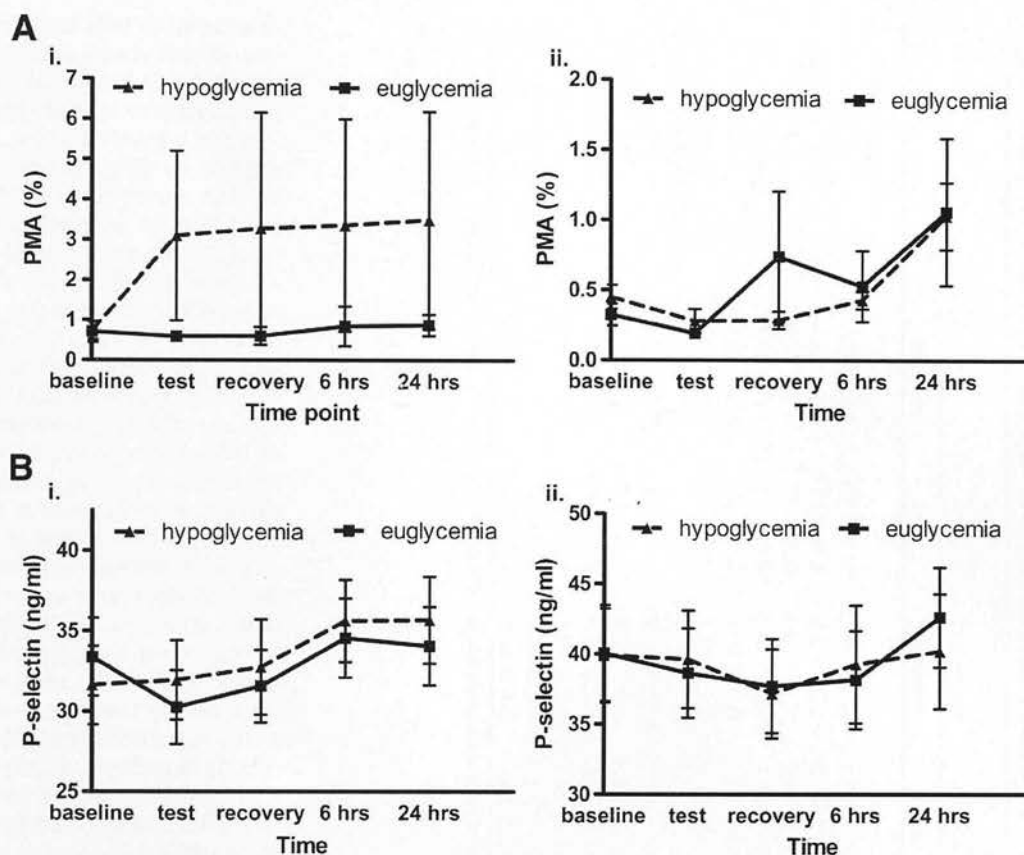 A
i.
hypoglycemia euglycemia
PMA (%)
7
6
5
4
3
2
1
0
baseline test recovery 6 hrs 24 hrs
Time point
ii.
hypoglycemia euglycemia
PMA (%)
2.0
1.5
1.0
0.5
0.0
baseline test recovery 6 hrs 24 hrs
Time
B
i.
hypoglycemia euglycemia
P-selectin (ng/ml)
40
35
30
25
baseline test recovery 6 hrs 24 hrs
Time
ii.
hypoglycemia euglycemia
P-selectin (ng/ml)
50
45
40
35
30
baseline test recovery 6 hrs 24 hrs
Time